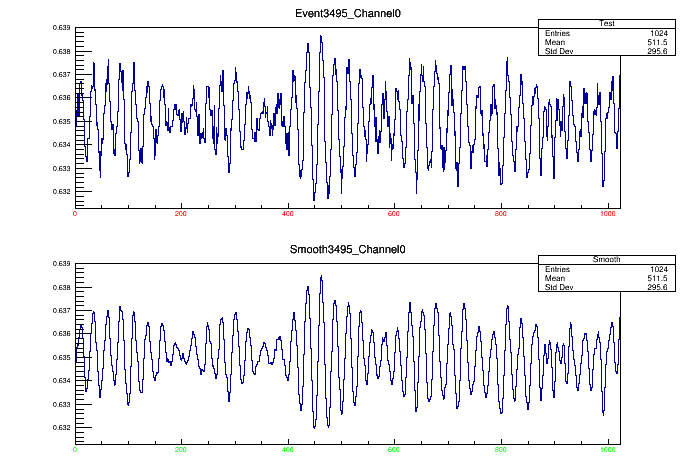 Event3495_Channel0
Test
Entries 1024
Mean 511.5
Std Dev 295.6
0.639
0.638
0.637
0.636
0.635
0.634
0.633
0.632
0 200 400 600 800 1000
Smooth3495_Channel0
Smooth
Entries 1024
Mean 511.5
Std Dev 295.6
0.639
0.638
0.637
0.636
0.635
0.634
0.633
0.632
0 200 400 600 800 1000